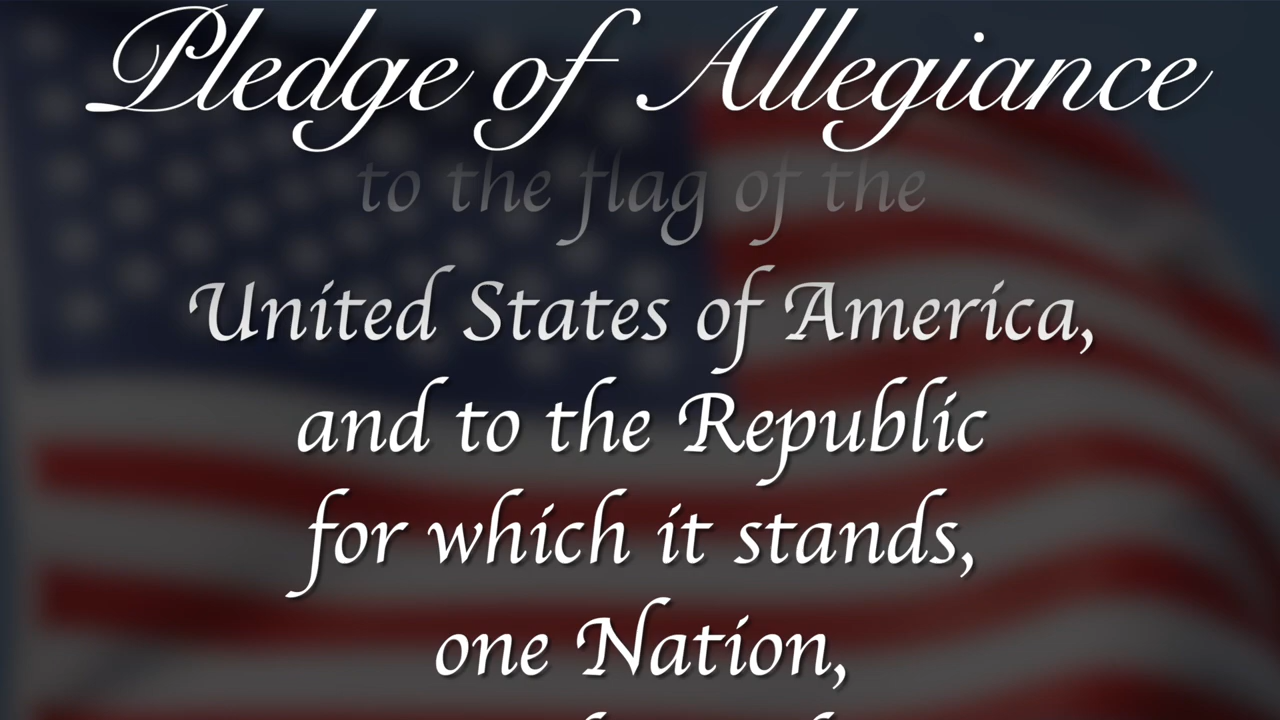 Pledge of Allegiance
to the flag of the
United States of America,
and to the Republic
for which it stands,
one Nation,